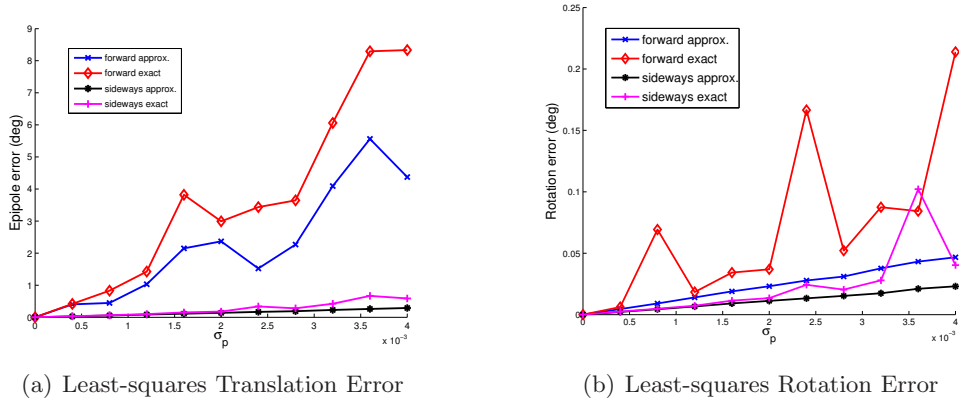 9
8
7
6
5
4
3
2
1
0
Epipole error (deg)
forward approx.
forward exact
sideways approx.
sideways exact
0 0.5 1 1.5 2 2.5 3 3.5 4
σp
x 10⁻³
(a) Least-squares Translation Error
0.25
0.2
0.15
0.1
0.05
0
Rotation error (deg)
forward approx.
forward exact
sideways approx.
sideways exact
0 0.5 1 1.5 2 2.5 3 3.5 4
σp
x 10⁻³
(b) Least-squares Rotation Error